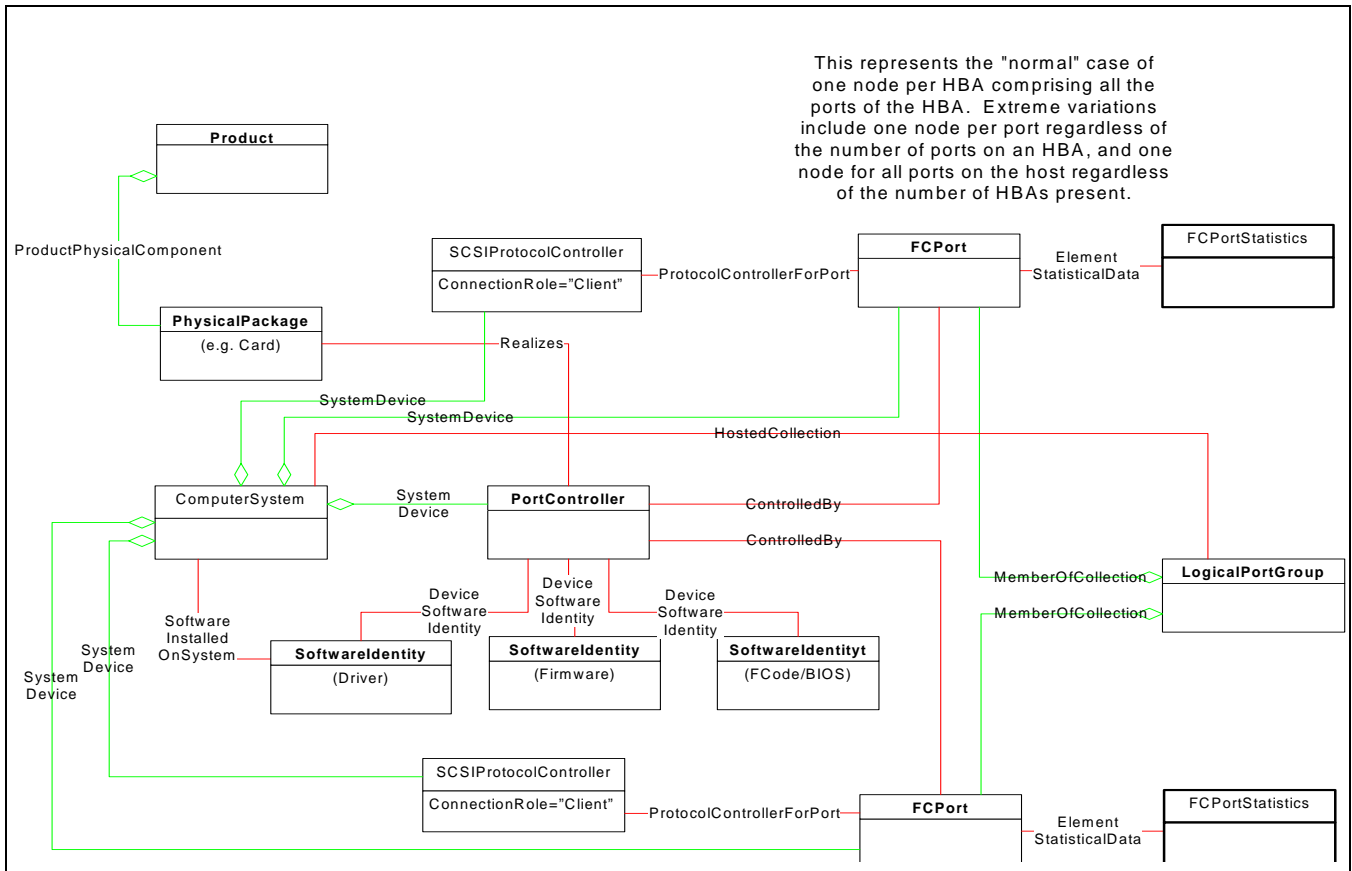 This represents the "normal" case of
one node per HBA comprising all the
ports of the HBA. Extreme variations
include one node per port regardless of
the number of ports on an HBA, and one
node for all ports on the host regardless
of the number of HBAs present.
Product
ProductPhysicalComponent
SCSIProtocolController
ConnectionRole="Client"
ProtocolControllerForPort
FCPort
Element
StatisticalData
FCPortStatistics
PhysicalPackage
(e.g. Card)
Realizes
SystemDevice
SystemDevice
HostedCollection
ComputerSystem
System
Device
PortController
ControlledBy
ControlledBy
MemberOfCollection
MemberOfCollection
LogicalPortGroup
Software
Installed
OnSystem
Device
Software
Identity
Device
Software
Identity
Device
Software
Identity
SoftwareIdentity
(Driver)
SoftwareIdentity
(Firmware)
SoftwareIdentityt
(FCode/BIOS)
System
Device
System
Device
SCSIProtocolController
ConnectionRole="Client"
ProtocolControllerForPort
FCPort
Element
StatisticalData
FCPortStatistics